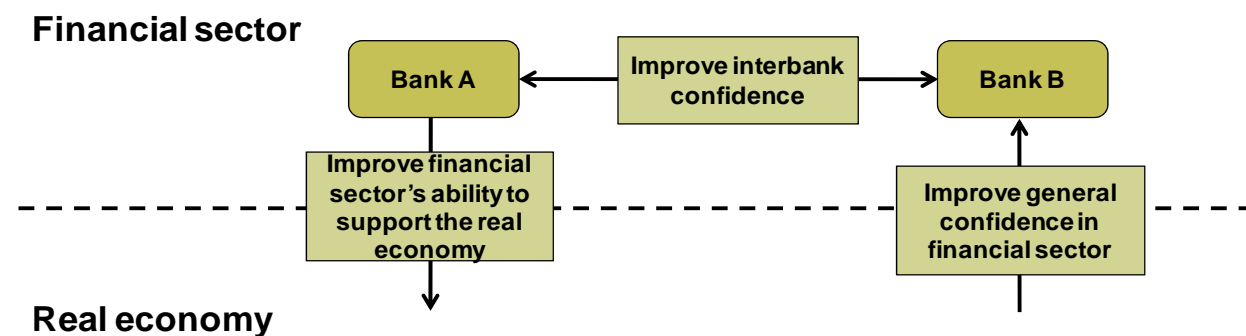 Financial sector
Bank A
Improve interbank
confidence
Bank B
Improve financial
sector's ability to
support the real
economy
Improve general
confidence in
financial sector
Real economy